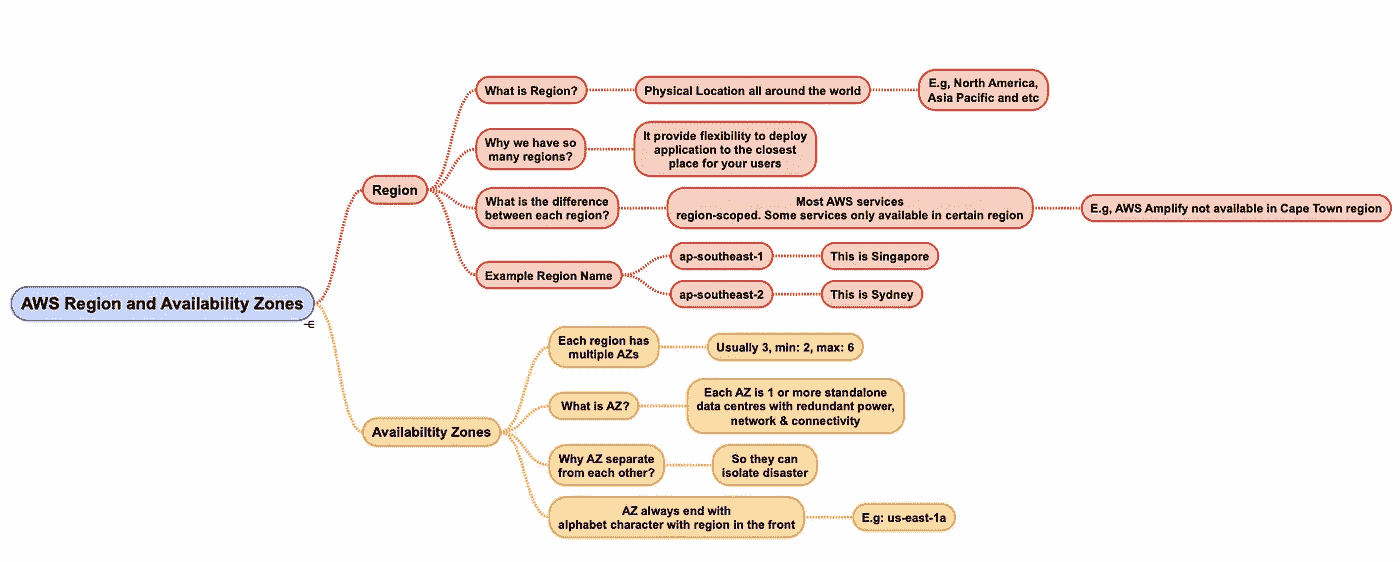 AWS Region and Availability Zones
Region
What is Region?
Physical Location all around the world
E.g, North America,
Asia Pacific and etc
Why we have so
many regions?
It provide flexibility to deploy
application to the closest
place for your users
What is the difference
between each region?
Most AWS services
region-scoped. Some services only available in certain region
E.g, AWS Amplify not available in Cape Town region
Example Region Name
ap-southeast-1
This is Singapore
ap-southeast-2
This is Sydney
Availabiltity Zones
Each region has
multiple AZs
Usually 3, min: 2, max: 6
What is AZ?
Each AZ is 1 or more standalone
data centres with redundant power,
network & connectivity
Why AZ separate
from each other?
So they can
isolate disaster
AZ always end with
alphabet character with region in the front
E.g: us-east-1a